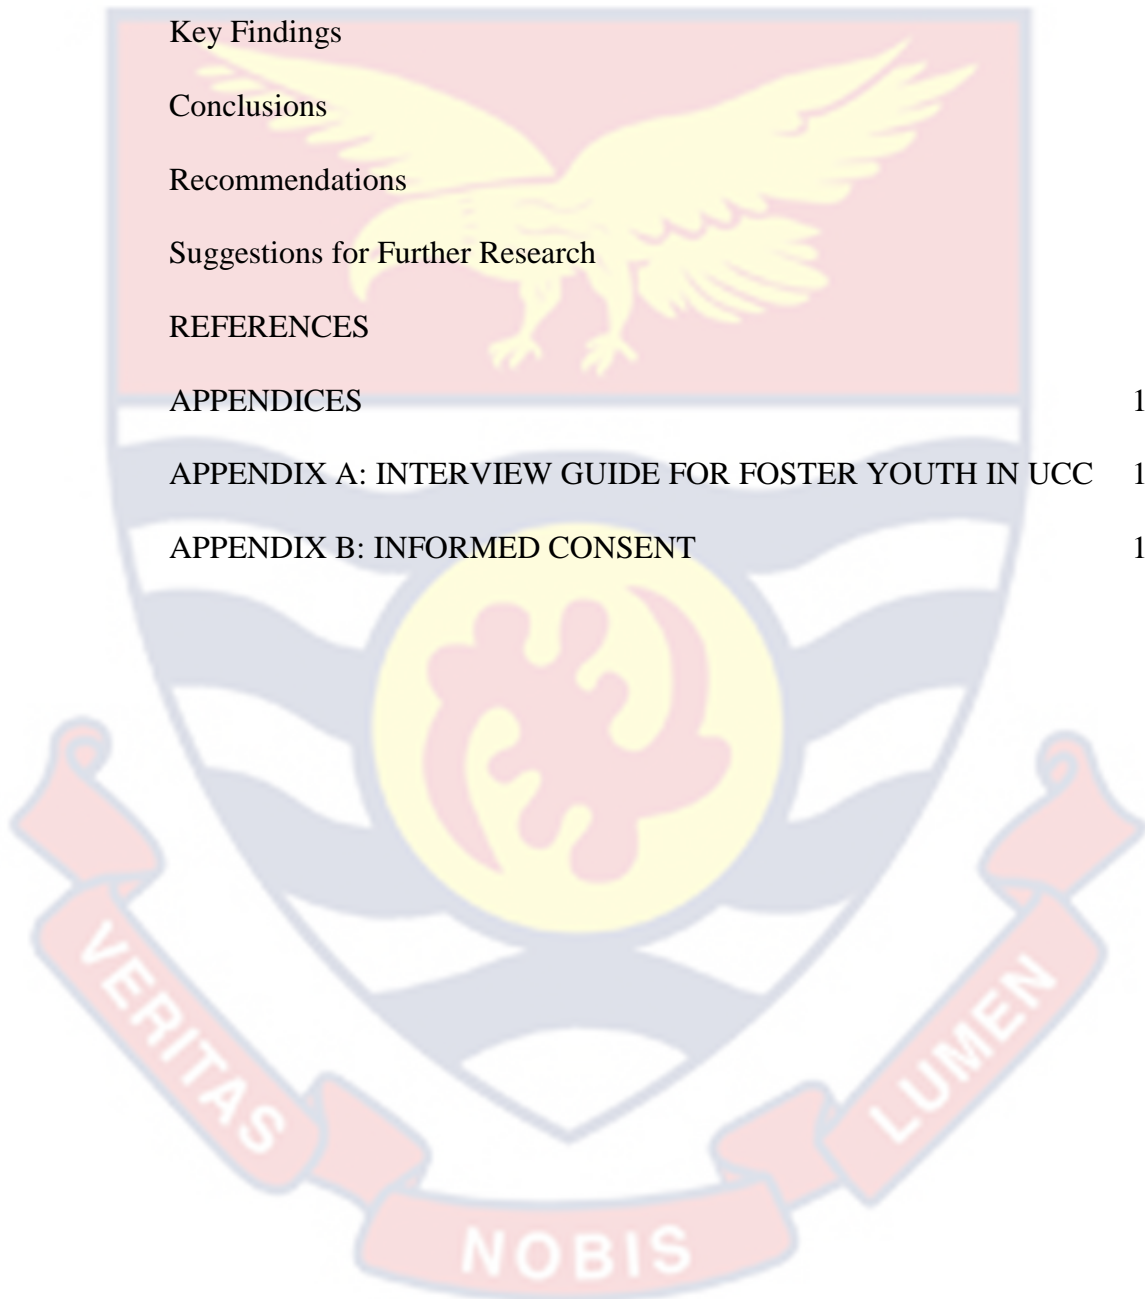 Key Findings
Conclusions
Recommendations
Suggestions for Further Research
REFERENCES
APPENDICES 1
APPENDIX A: INTERVIEW GUIDE FOR FOSTER YOUTH IN UCC 1
APPENDIX B: INFORMED CONSENT 1
VERITAS
NOBIS
LUMEN